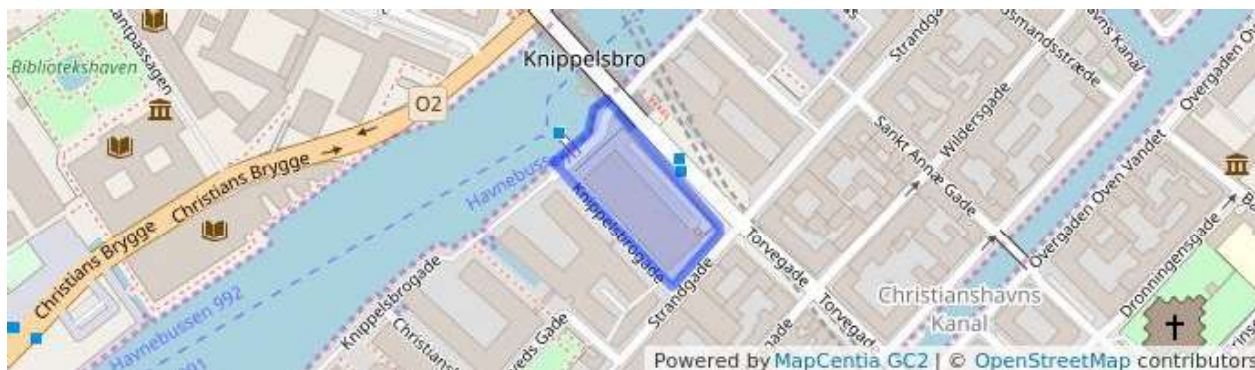 Bibliotekshaven
antpassagen
O2
Christians Brygge
Christians Brygge
Knippelsbro
Havnebussen
Havnebussen 992
991
Knippelsbrogade
Knippelsbrogade
Strandgade
Strandgade
Torvegade
Torvegade
Sankt Annæ Gade
Wildersgade
Overgaden Oven Vandet
Dronningensgade
Christianshavns
Kanal
Powered by MapCentia GC2 | © OpenStreetMap contributors